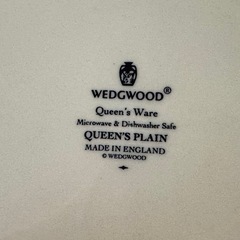 WEDGWOOD®
Queen's Ware
Microwave & Dishwasher Safe
QUEEN'S PLAIN
MADE IN ENGLAND
© WEDGWOOD